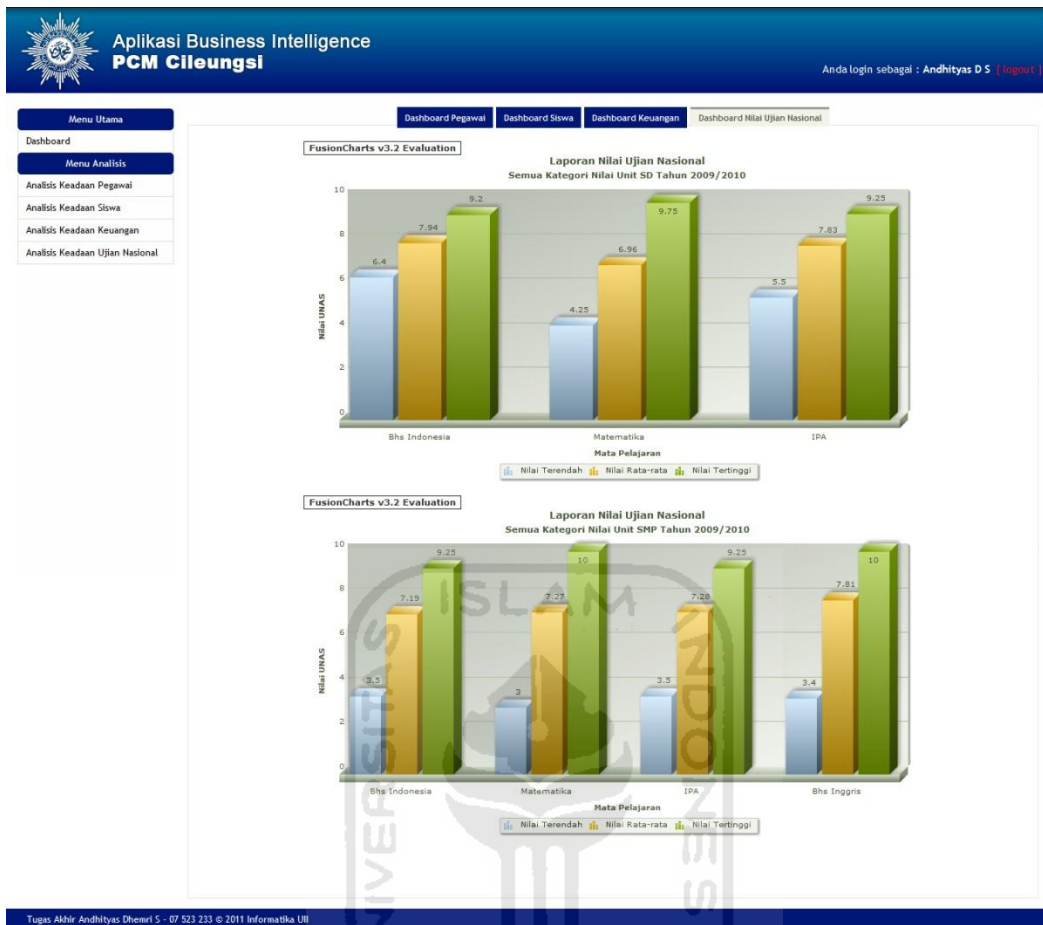 Aplikasi Business Intelligence
PCM Cileungsi
Anda login sebagai : Andhityas D S [ logout ]
Menu Utama
Dashboard
Menu Analisis
Analisis Keadaan Pegawai
Analisis Keadaan Siswa
Analisis Keadaan Keuangan
Analisis Keadaan Ujian Nasional
Dashboard Pegawai Dashboard Siswa Dashboard Keuangan Dashboard Nilai Ujian Nasional
FusionCharts v3.2 Evaluation
Laporan Nilai Ujian Nasional
Semua Kategori Nilai Unit SD Tahun 2009/2010
Nilai UNAS
10
8
6
4
2
0
6.4 7.94 9.2
4.25 6.96 9.75
5.5 7.83 9.25
Bhs Indonesia Matematika IPA
Mata Pelajaran
Nilai Terendah Nilai Rata-rata Nilai Tertinggi
FusionCharts v3.2 Evaluation
Laporan Nilai Ujian Nasional
Semua Kategori Nilai Unit SMP Tahun 2009/2010
Nilai UNAS
10
8
6
4
2
0
3.5 7.19 9.25
3 7.27 10
3.5 7.28 9.25
3.4 7.81 10
Bhs Indonesia Matematika IPA Bhs Inggris
Mata Pelajaran
Nilai Terendah Nilai Rata-rata Nilai Tertinggi
UNIVERSITAS
ISLAM
INDONES
Tugas Akhir Andhityas Dhemri S - 07 523 233 © 2011 Informatika UII